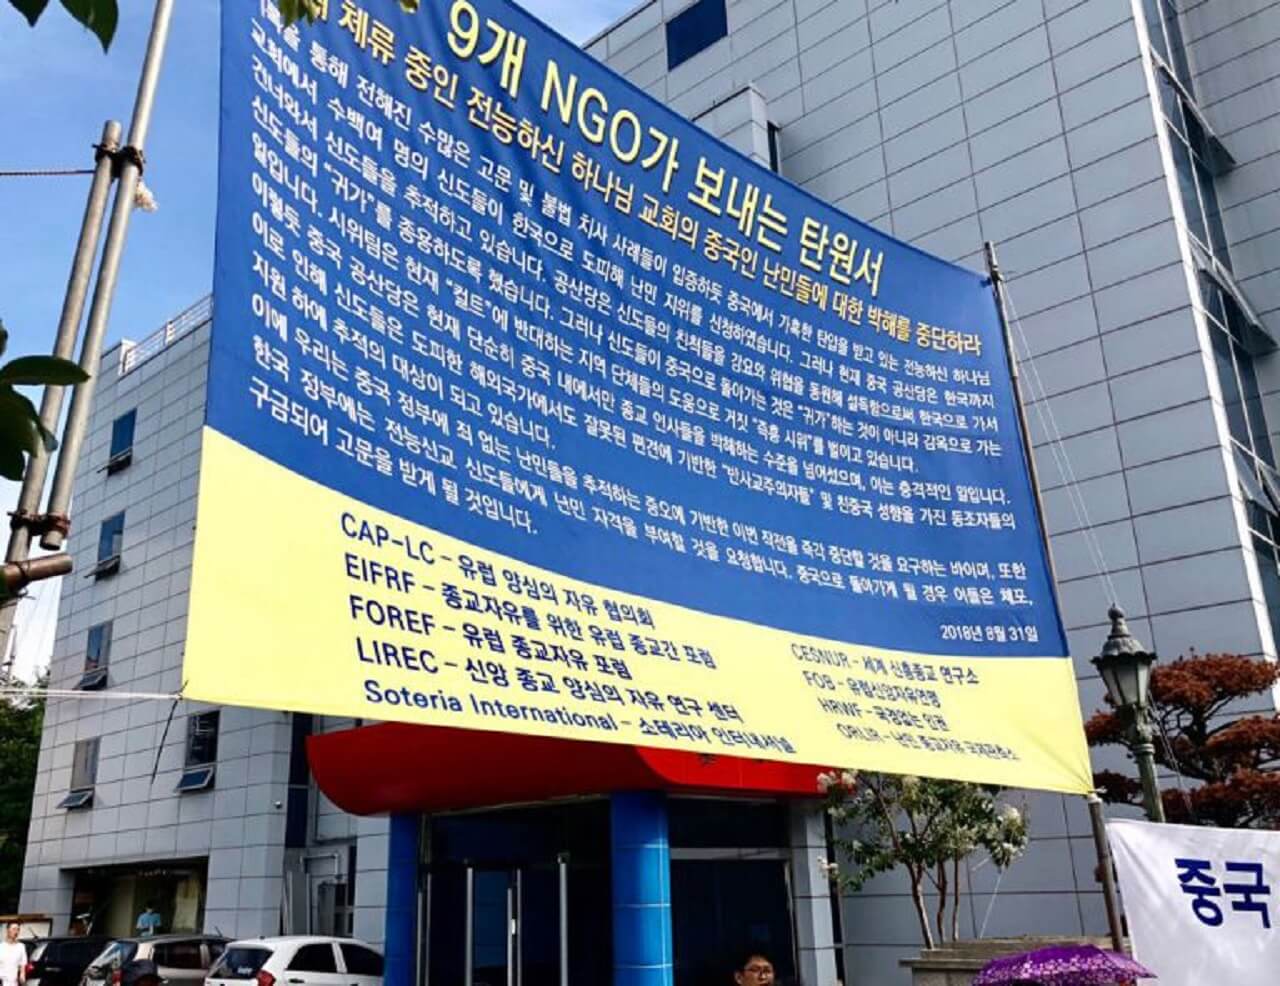 9개 NGO가 보내는 탄원서
체류 중인 전능하신 하나님 교회의 중국인 난민들에 대한 박해를 중단하라
통해 전해진 수많은 고문 및 불법 치사 사례들이 입증하듯 중국에서 가혹한 탄압을 받고 있는 전능하신 하나님
교회에서 수백여 명의 신도들이 한국으로 도피해 난민 지위를 신청하였습니다. 그러나 현재 중국 공산당은 한국까지
건너와서 신도들을 추적하고 있습니다. 공산당은 신도들의 친척들을 강요와 위협을 동원해 설득함으로써 한국으로 가서
신도들의 "귀가"를 종용하도록 했습니다. 그러나 신도들이 중국으로 돌아가는 것은 "귀가"하는 것이 아니라 감옥으로 가는
일입니다. 시위팀은 현재 "컬트"에 반대하는 지역 단체들의 도움으로 거짓 "즉흥 시위"를 벌이고 있습니다.
이렇듯 중국 공산당은 현재 단순히 중국 내에서만 종교 인사들을 박해하는 수준을 넘어섰으며, 이는 충격적인 일입니다.
이로 인해 신도들은 도피한 해외국가에서도 잘못된 편견에 기반한 "반사교주의자들" 및 친중국 성향을 가진 동조자들의
지원 하에 추적의 대상이 되고 있습니다.
이에 우리는 중국 정부에 죄 없는 난민들을 추적하는 증오에 기반한 이번 작전을 즉각 중단할 것을 요구하는 바이며, 또한
한국 정부에는 전능신교 신도들에게 난민 자격을 부여할 것을 요청합니다. 중국으로 돌아가게 될 경우 이들은 체포,
구금되어 고문을 받게 될 것입니다.
2018년 8월 31일
CAP-LC – 유럽 양심의 자유 협의회
EIFRF – 종교자유를 위한 유럽 종교간 포럼
FOREF – 유럽 종교자유 포럼
LIREC – 신앙 종교 양심의 자유 연구 센터
Soteria International – 소테리아 인터내셔널
CESNUR – 세계 신흥종교 연구소
FOB – 유럽신앙자유연맹
HRWF – 국경없는 인권
ORLIR – 난민 종교자유 국제관측소
중국